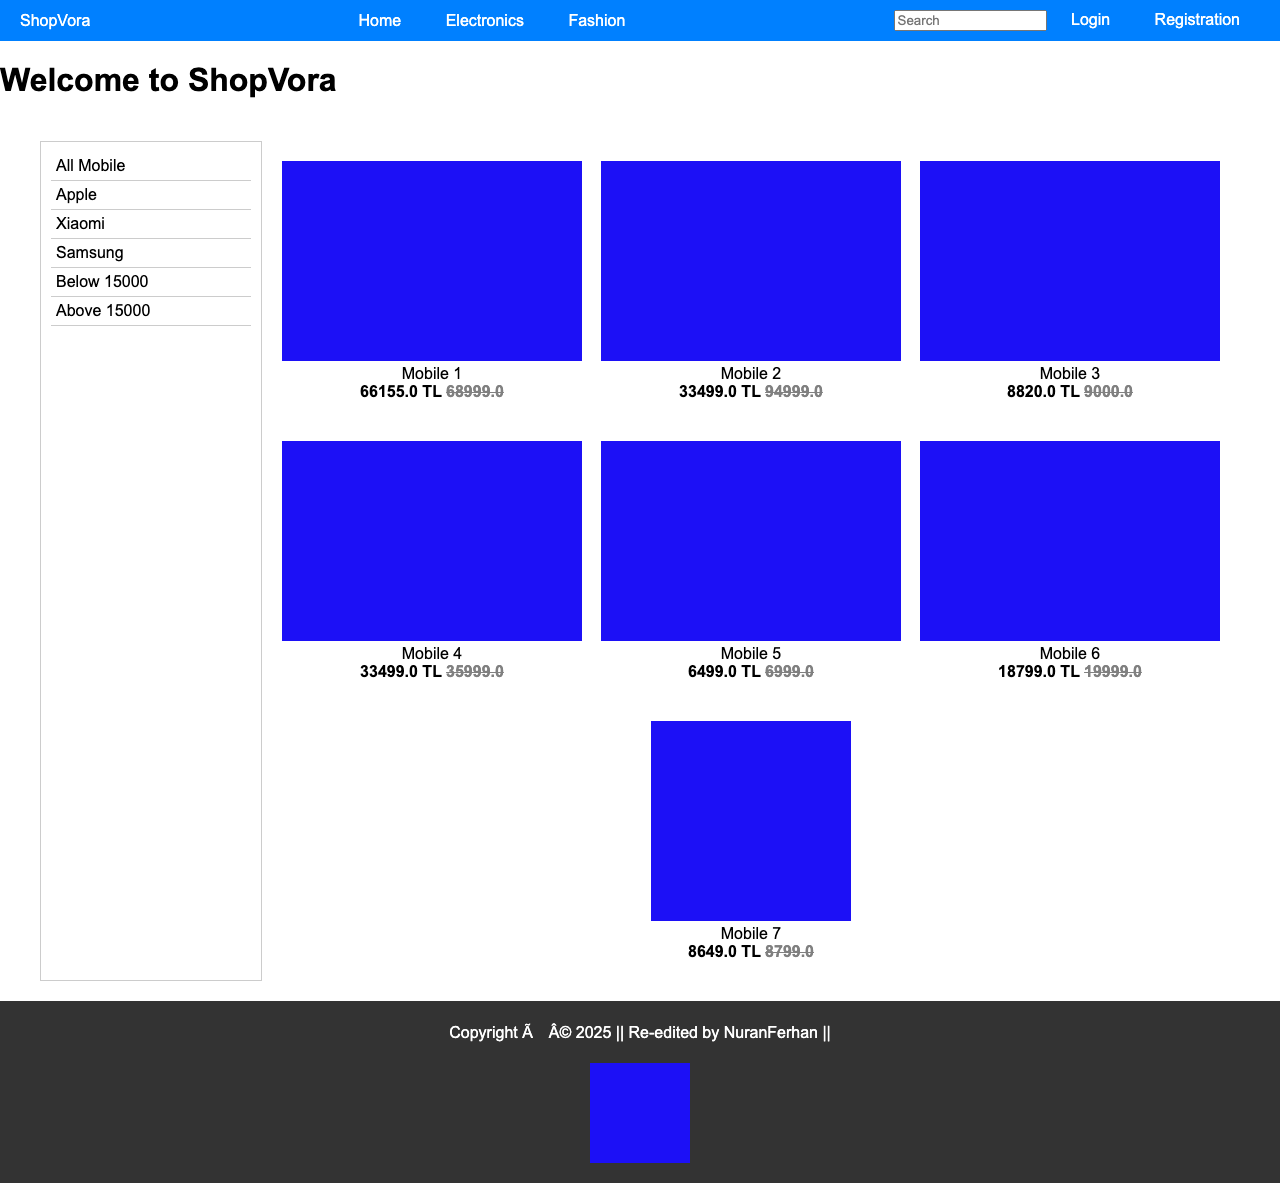 ShopVora Home Electronics Fashion Search Login Registration
Welcome to ShopVora
All Mobile
Apple
Xiaomi
Samsung
Below 15000
Above 15000
Mobile 1
66155.0 TL 68999.0
Mobile 2
33499.0 TL 94999.0
Mobile 3
8820.0 TL 9000.0
Mobile 4
33499.0 TL 35999.0
Mobile 5
6499.0 TL 6999.0
Mobile 6
18799.0 TL 19999.0
Mobile 7
8649.0 TL 8799.0
Copyright Ã Â© 2025 || Re-edited by NuranFerhan ||